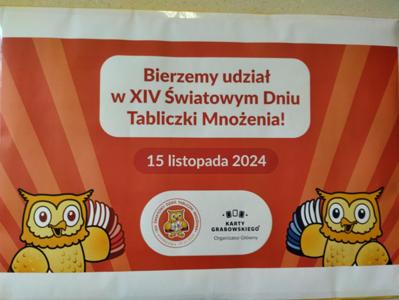 Bierzemy udział
w XIV Światowym Dniu
Tabliczki Mnożenia!
15 listopada 2024
KARTY
GRABOWSKIEGO
Organizator Główny